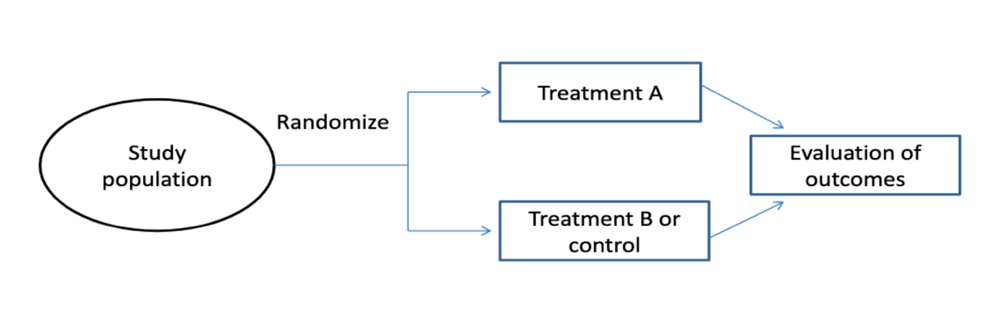 Study
population
Randomize
Treatment A
Treatment B or
control
Evaluation of
outcomes